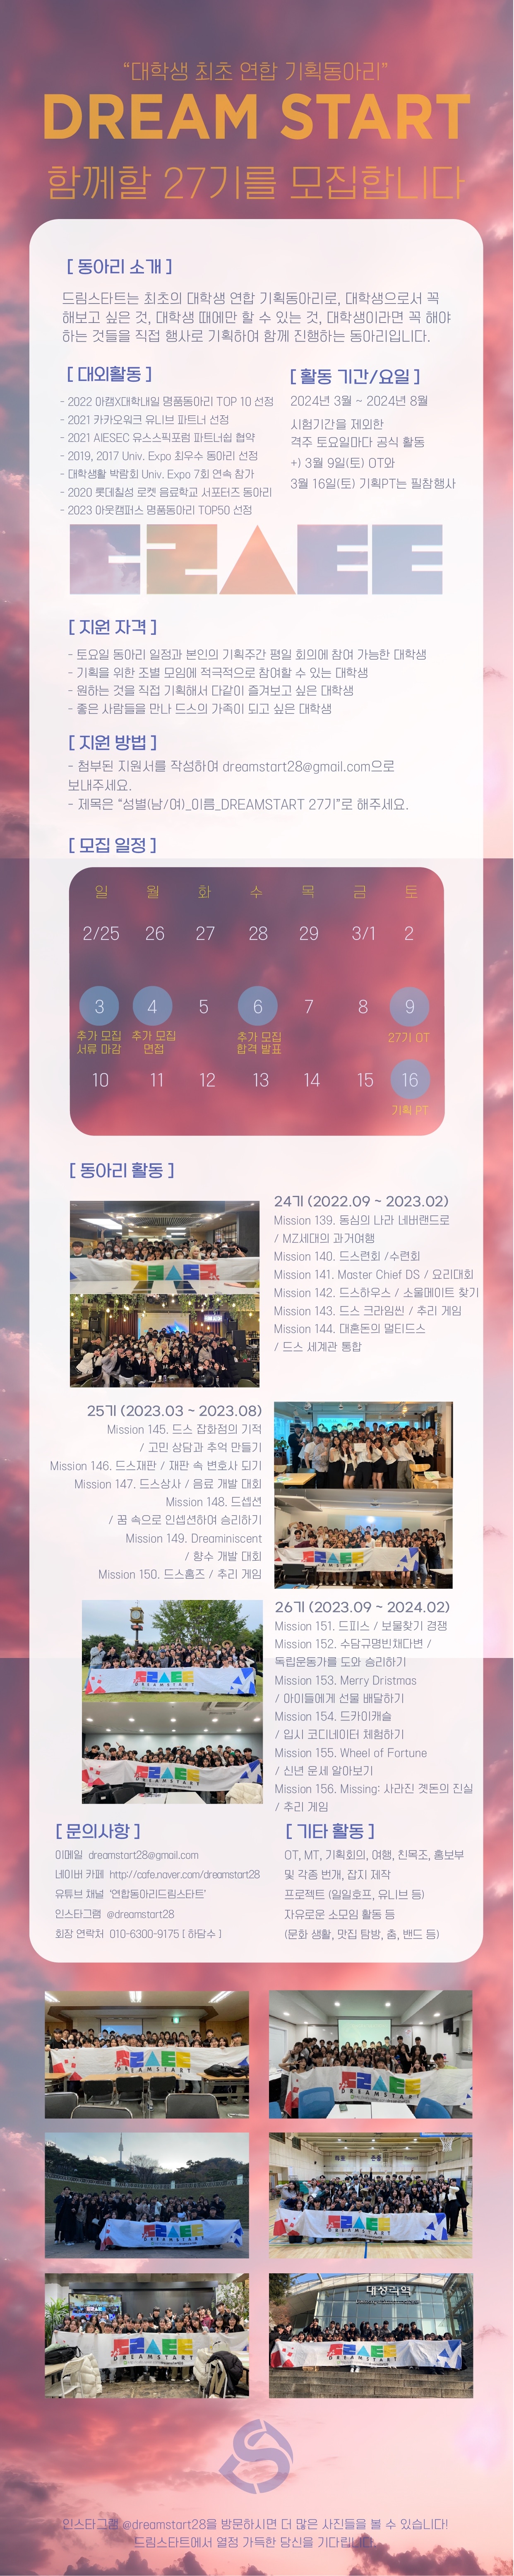 “대학생 최초 연합 기획동아리”
DREAM START
함께할 27기를 모집합니다
[ 동아리 소개 ]
드림스타트는 최초의 대학생 연합 기획동아리로, 대학생으로서 꼭
해보고 싶은 것, 대학생 때에만 할 수 있는 것, 대학생이라면 꼭 해야
하는 것들을 직접 행사로 기획하여 함께 진행하는 동아리입니다.
[ 대외활동 ]
- 2022 아캠X대학내일 명품동아리 TOP 10 선정
- 2021 카카오워크 유니브 파트너 선정
- 2021 AIESEC 유스스픽포럼 파트너쉽 협약
- 2019, 2017 Univ. Expo 최우수 동아리 선정
- 대학생활 박람회 Univ. Expo 7회 연속 참가
- 2020 롯데칠성 로켓 음료학교 서포터즈 동아리
- 2023 아웃캠퍼스 명품동아리 TOP50 선정
[ 활동 기간/요일 ]
2024년 3월 ~ 2024년 8월
시험기간을 제외한
격주 토요일마다 공식 활동
+) 3월 9일(토) OT와
3월 16일(토) 기획PT는 필참행사
[ 지원 자격 ]
- 토요일 동아리 일정과 본인의 기획주간 평일 회의에 참여 가능한 대학생
- 기획을 위한 조별 모임에 적극적으로 참여할 수 있는 대학생
- 원하는 것을 직접 기획해서 다같이 즐겨보고 싶은 대학생
- 좋은 사람들을 만나 드스의 가족이 되고 싶은 대학생
[ 지원 방법 ]
- 첨부된 지원서를 작성하여 dreamstart28@gmail.com으로
보내주세요.
- 제목은 “성별(남/여)_이름_DREAMSTART 27기”로 해주세요.
[ 모집 일정 ]
일 월 화 수 목 금 토
2/25 26 27 28 29 3/1 2
3 4 5 6 7 8 9
추가 모집 추가 모집 추가 모집 27기 OT
서류 마감 면접 합격 발표
10 11 12 13 14 15 16
기획 PT
[ 동아리 활동 ]
24기 (2022.09 ~ 2023.02)
Mission 139. 동심의 나라 네버랜드로
/ MZ세대의 과거여행
Mission 140. 드스련회 /수련회
Mission 141. Master Chief DS / 요리대회
Mission 142. 드스하우스 / 소울메이트 찾기
Mission 143. 드스 크라임씬 / 추리 게임
Mission 144. 대혼돈의 멀티드스
/ 드스 세계관 통합
25기 (2023.03 ~ 2023.08)
Mission 145. 드스 잡화점의 기적
/ 고민 상담과 추억 만들기
Mission 146. 드스재판 / 재판 속 변호사 되기
Mission 147. 드스상사 / 음료 개발 대회
Mission 148. 드셉션
/ 꿈 속으로 인셉션하여 승리하기
Mission 149. Dreaminiscent
/ 향수 개발 대회
Mission 150. 드스홈즈 / 추리 게임
26기 (2023.09 ~ 2024.02)
Mission 151. 드피스 / 보물찾기 경쟁
Mission 152. 수담규명빈채다변 /
독립운동가를 도와 승리하기
Mission 153. Merry Dristmas
/ 아이들에게 선물 배달하기
Mission 154. 드카이캐슬
/ 입시 코디네이터 체험하기
Mission 155. Wheel of Fortune
/ 신년 운세 알아보기
Mission 156. Missing: 사라진 겟돈의 진실
/ 추리 게임
[ 문의사항 ]
이메일 dreamstart28@gmail.com
네이버 카페 http://cafe.naver.com/dreamstart28
유튜브 채널 '연합동아리드림스타트'
인스타그램 @dreamstart28
회장 연락처 010-6300-9175 [ 하담수 ]
[ 기타 활동 ]
OT, MT, 기획회의, 여행, 친목조, 홍보부
및 각종 번개, 잡지 제작
프로젝트 (일일호프, 유니브 등)
자유로운 소모임 활동 등
(문화 생활, 맛집 탐방, 춤, 밴드 등)
DREAMSTART
DREAMSTART
DREAMSTART
DREAMSTART
DREAMSTART
대성리역
DREAMSTART
인스타그램 @dreamstart28을 방문하시면 더 많은 사진들을 볼 수 있습니다!
드림스타트에서 열정 가득한 당신을 기다립니다.